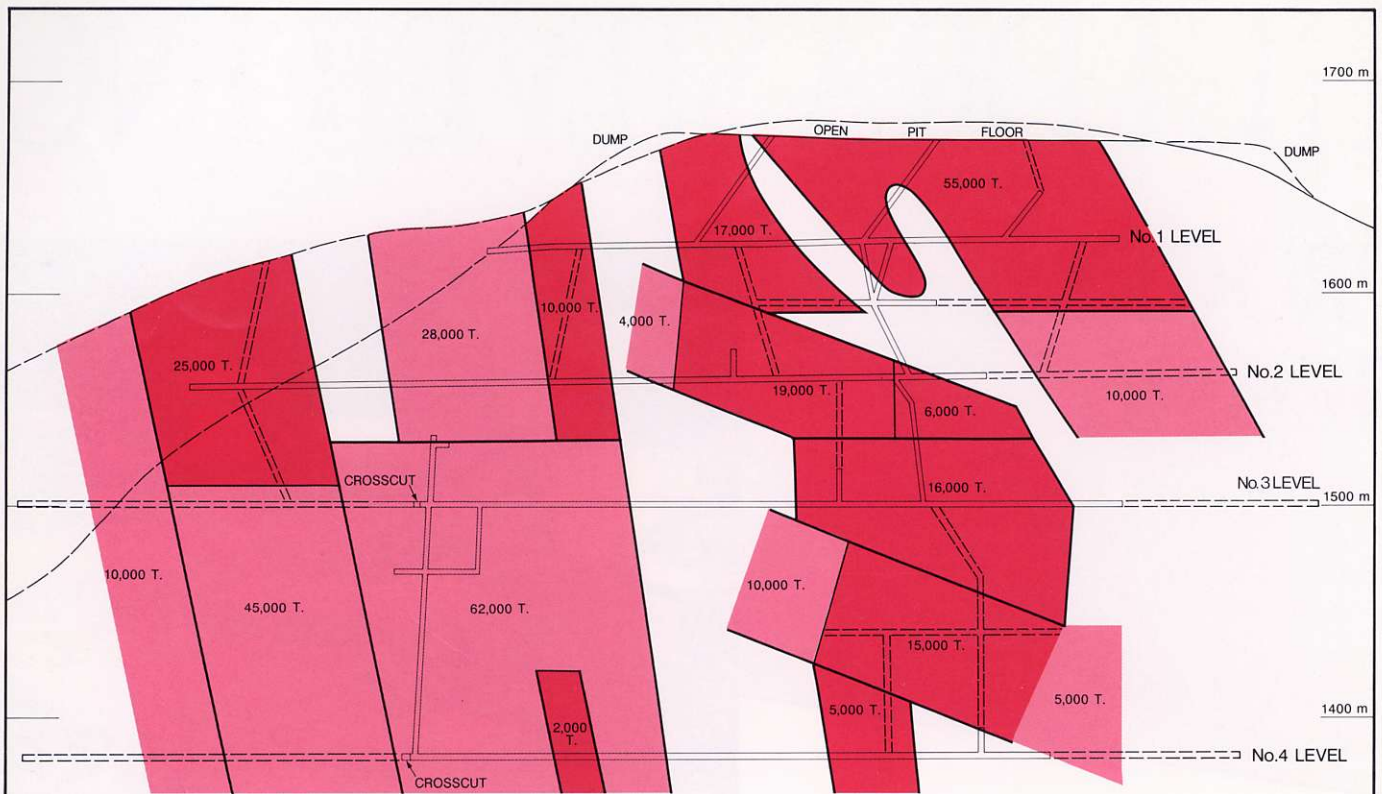 1700 m
DUMP
OPEN PIT FLOOR
DUMP
55,000 T.
17,000 T.
No.1 LEVEL
1600 m
10,000 T.
4,000 T.
28,000 T.
25,000 T.
No.2 LEVEL
19,000 T.
10,000 T.
6,000 T.
CROSSCUT
16,000 T.
No.3 LEVEL
1500 m
10,000 T.
10,000 T.
45,000 T.
62,000 T.
15,000 T.
5,000 T.
5,000 T.
2,000
T.
1400 m
No.4 LEVEL
CROSSCUT